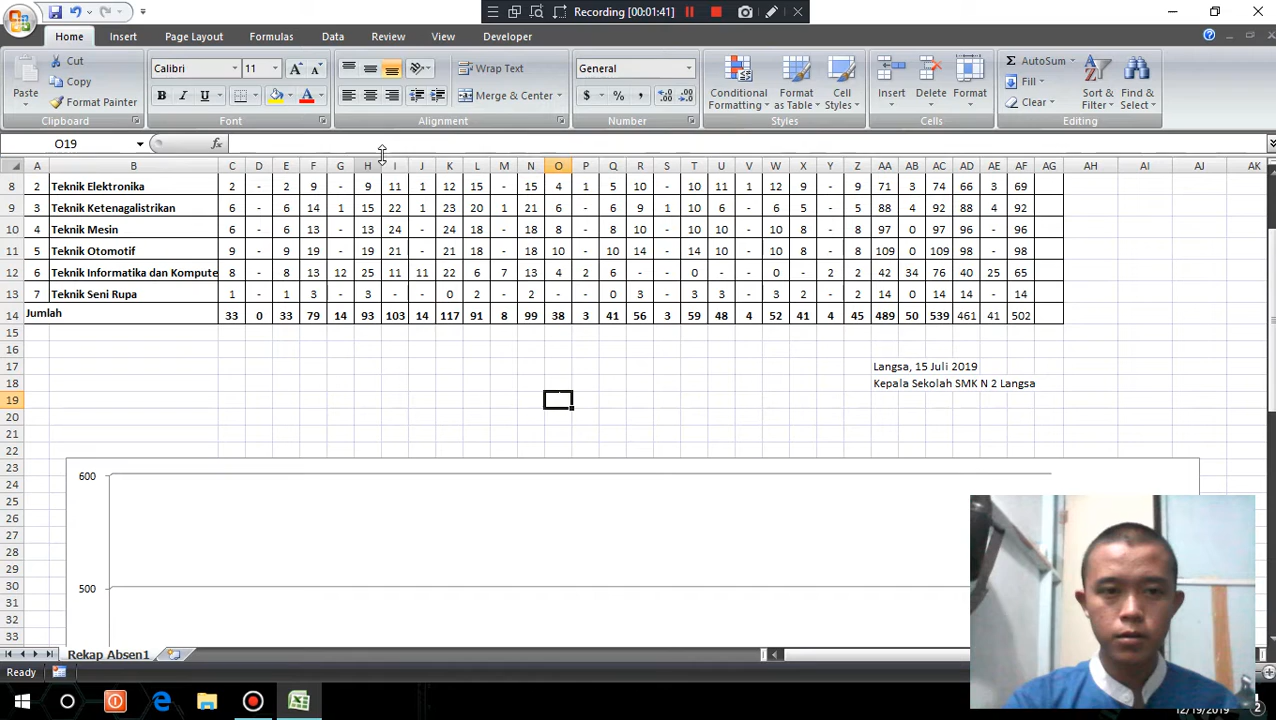 Recording [00:01:41]
Home Insert Page Layout Formulas Data Review View Developer
Cut
Calibri 11 A A Wrap Text General Σ AutoSum
Copy Fill
Paste Format Painter B I U A Merge & Center $ % , Conditional Formatting Format as Table Cell Styles Insert Delete Format Clear Sort & Filter Find & Select
Clipboard Font Alignment Number Styles Cells Editing
O19 fx
A B C D E F G H I J K L M N O P Q R S T U V W X Y Z AA AB AC AD AE AF AG AH AI AJ AK
8 2 Teknik Elektronika 2 - 2 9 - 9 11 1 12 15 - 15 4 1 5 10 - 10 11 1 12 9 - 9 71 3 74 66 3 69
9 3 Teknik Ketenagalistrikan 6 - 6 14 1 15 22 1 23 20 1 21 6 - 6 9 1 10 6 - 6 5 - 5 88 4 92 88 4 92
10 4 Teknik Mesin 6 - 6 13 - 13 24 - 24 18 - 18 8 - 8 10 - 10 10 - 10 8 - 8 97 0 97 96 - 96
11 5 Teknik Otomotif 9 - 9 19 - 19 21 - 21 18 - 18 10 - 10 14 - 14 10 - 10 8 - 8 109 0 109 98 - 98
12 6 Teknik Informatika dan Kompute 8 - 8 13 12 25 11 11 22 6 7 13 4 2 6 - - 0 - - 0 - 2 2 42 34 76 40 25 65
13 7 Teknik Seni Rupa 1 - 1 3 - 3 - - 0 2 - 2 - - 0 3 - 3 3 - 3 2 - 2 14 0 14 14 - 14
14 Jumlah 33 0 33 79 14 93 103 14 117 91 8 99 38 3 41 56 3 59 48 4 52 41 4 45 489 50 539 461 41 502
15
16
17 Langsa, 15 Juli 2019
18 Kepala Sekolah SMK N 2 Langsa
19
20
21
22
23
600
24
25
26
27
28
29
30
500
31
32
33
Rekap Absen1
Ready
12/19/2019 2